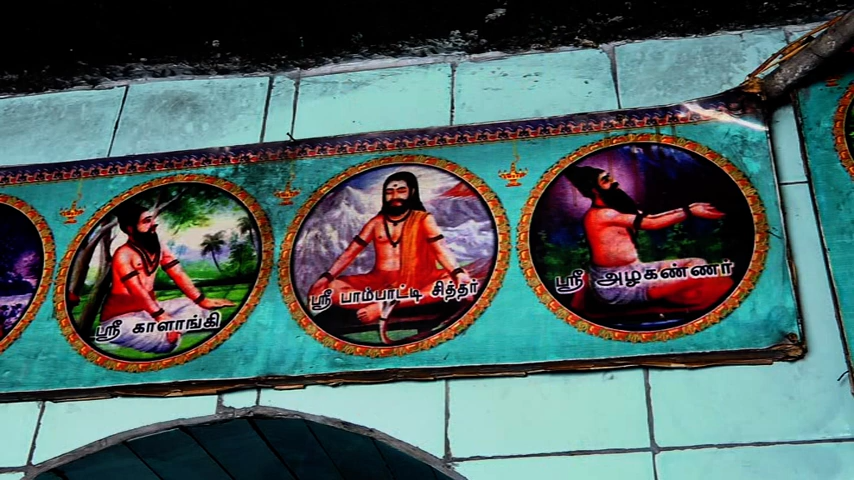 ஸ்ரீ காளாங்கி
ஸ்ரீ பாம்பாட்டி சித்தர்
ஸ்ரீ அழகண்ணர்